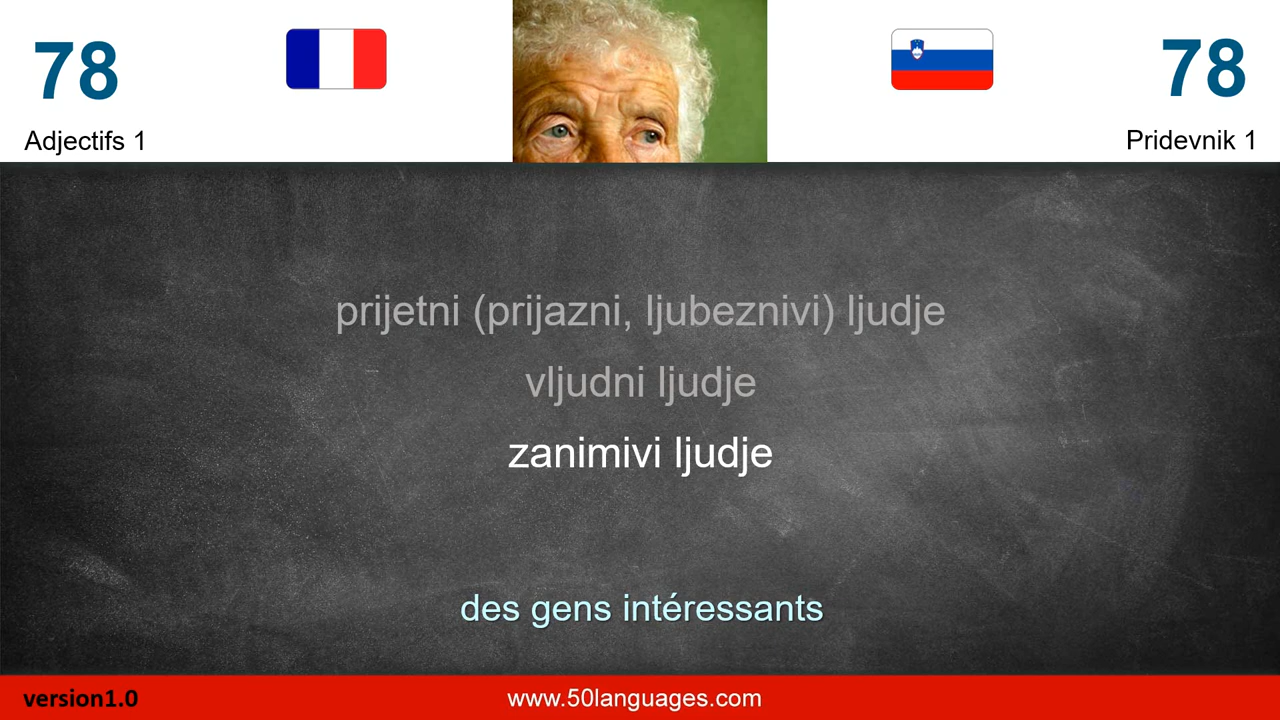 78
78
Adjectifs 1
Pridevnik 1
prijetni (prijazni, ljubeznivi) ljudje
vljudni ljudje
zanimivi ljudje
des gens intéressants
version1.0
www.50languages.com